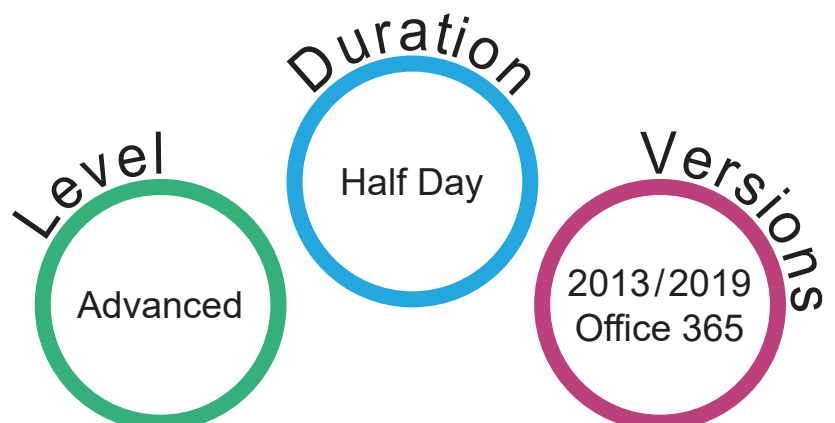 Level
Advanced
Duration
Half Day
Versions
2013/2019
Office 365